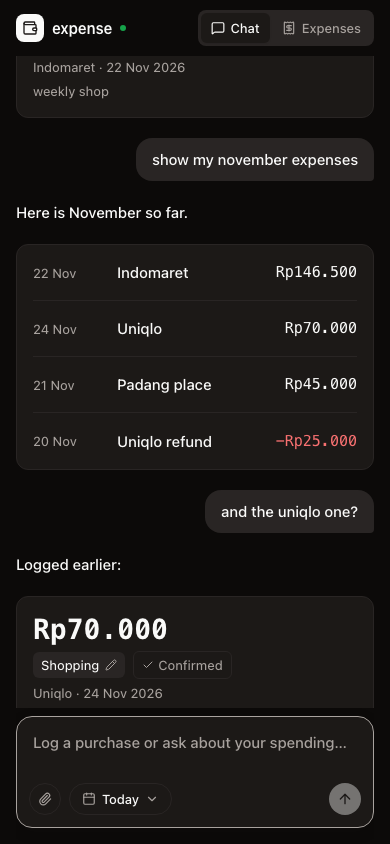 expense
Chat
Expenses
Indomaret · 22 Nov 2026
weekly shop
show my november expenses
Here is November so far.
22 Nov Indomaret Rp146.500
24 Nov Uniqlo Rp70.000
21 Nov Padang place Rp45.000
20 Nov Uniqlo refund −Rp25.000
and the uniqlo one?
Logged earlier:
Rp70.000
Shopping Confirmed
Uniqlo · 24 Nov 2026
Log a purchase or ask about your spending...
Today